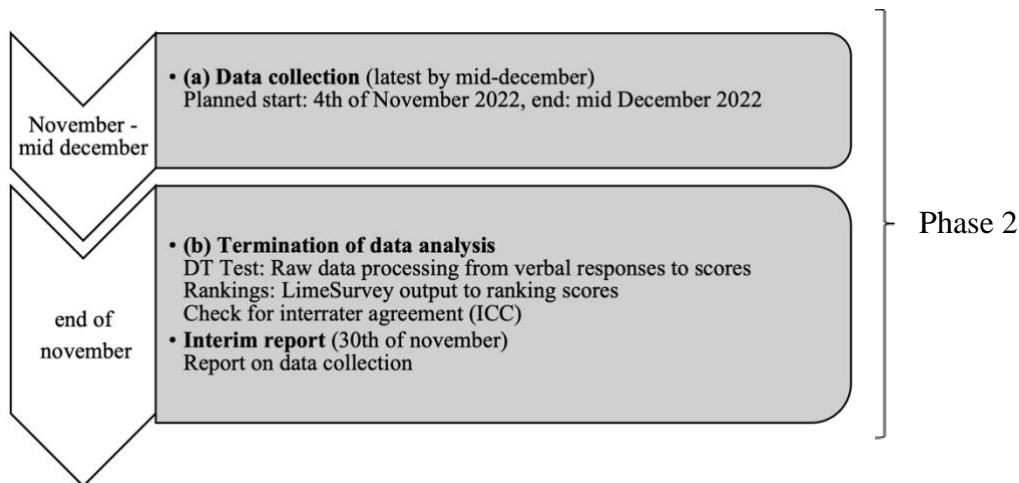 November -
mid december
• (a) Data collection (latest by mid-december)
Planned start: 4th of November 2022, end: mid December 2022
end of
november
• (b) Termination of data analysis
DT Test: Raw data processing from verbal responses to scores
Rankings: LimeSurvey output to ranking scores
Check for interrater agreement (ICC)
• Interim report (30th of november)
Report on data collection
Phase 2